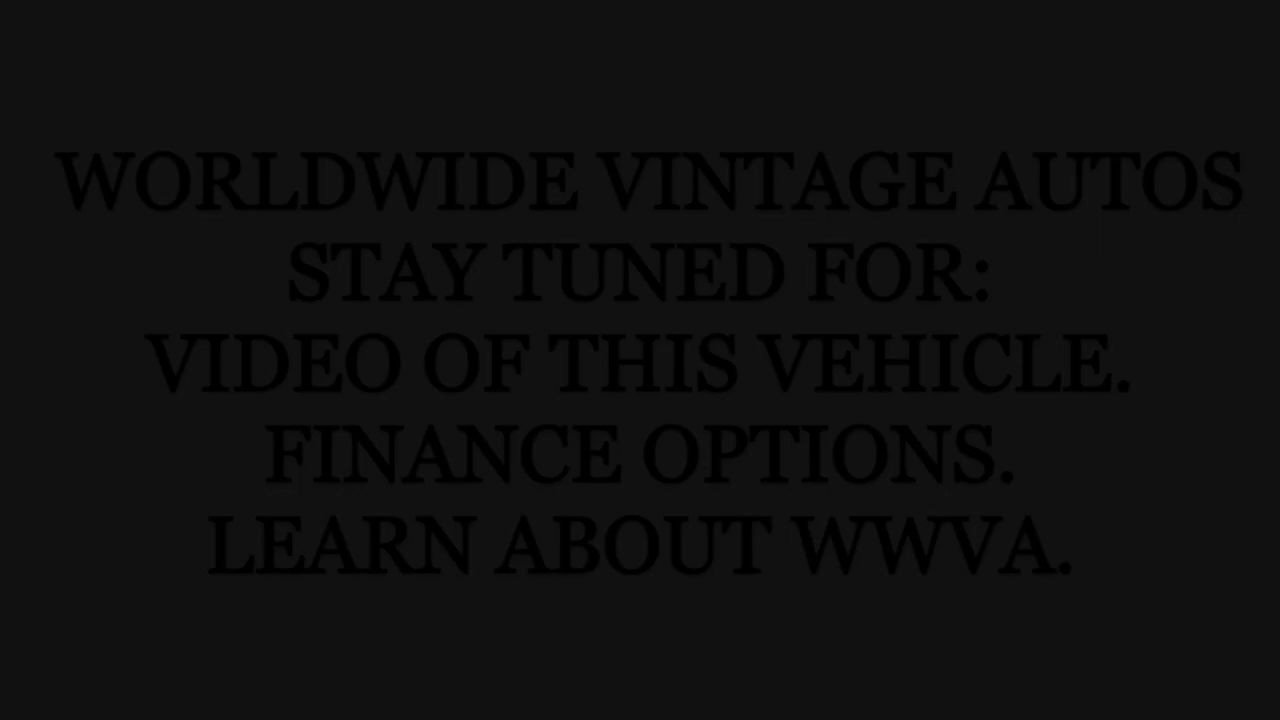 WORLDWIDE VINTAGE AUTOS
STAY TUNED FOR:
VIDEO OF THIS VEHICLE.
FINANCE OPTIONS.
LEARN ABOUT WWVA.